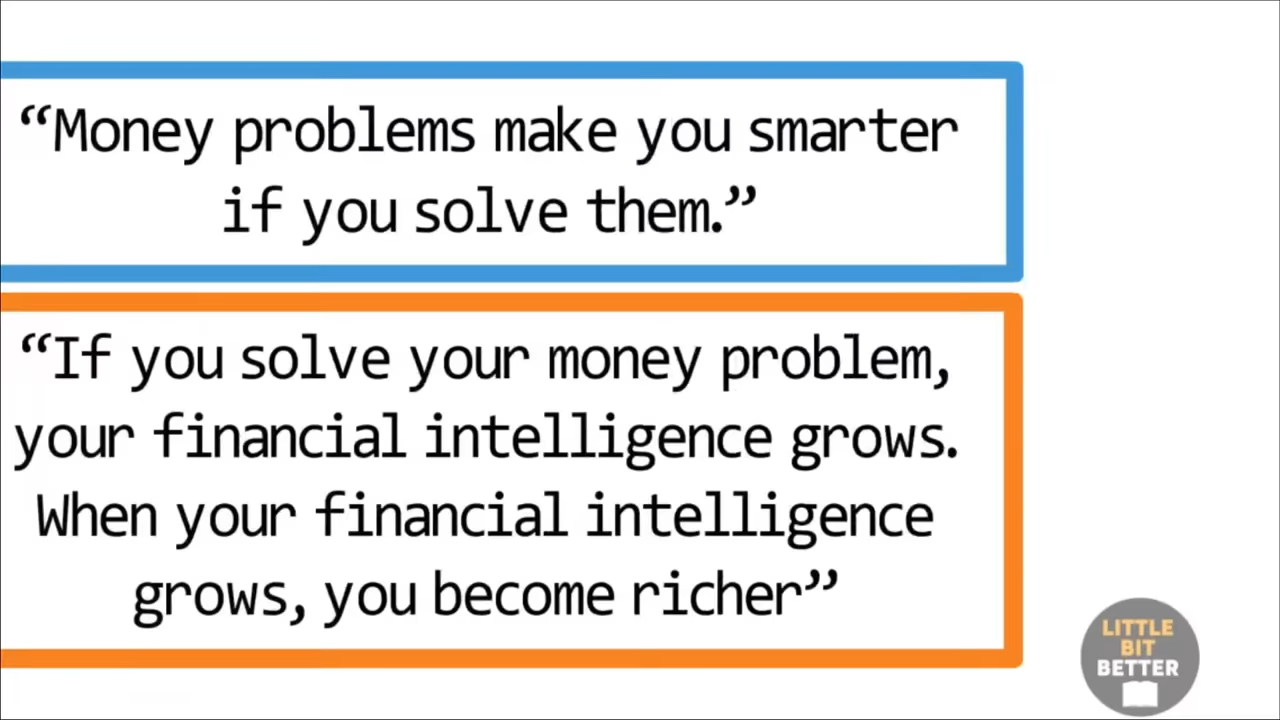 “Money problems make you smarter
if you solve them.”
“If you solve your money problem,
your financial intelligence grows.
When your financial intelligence
grows, you become richer”
LITTLE
BIT
BETTER